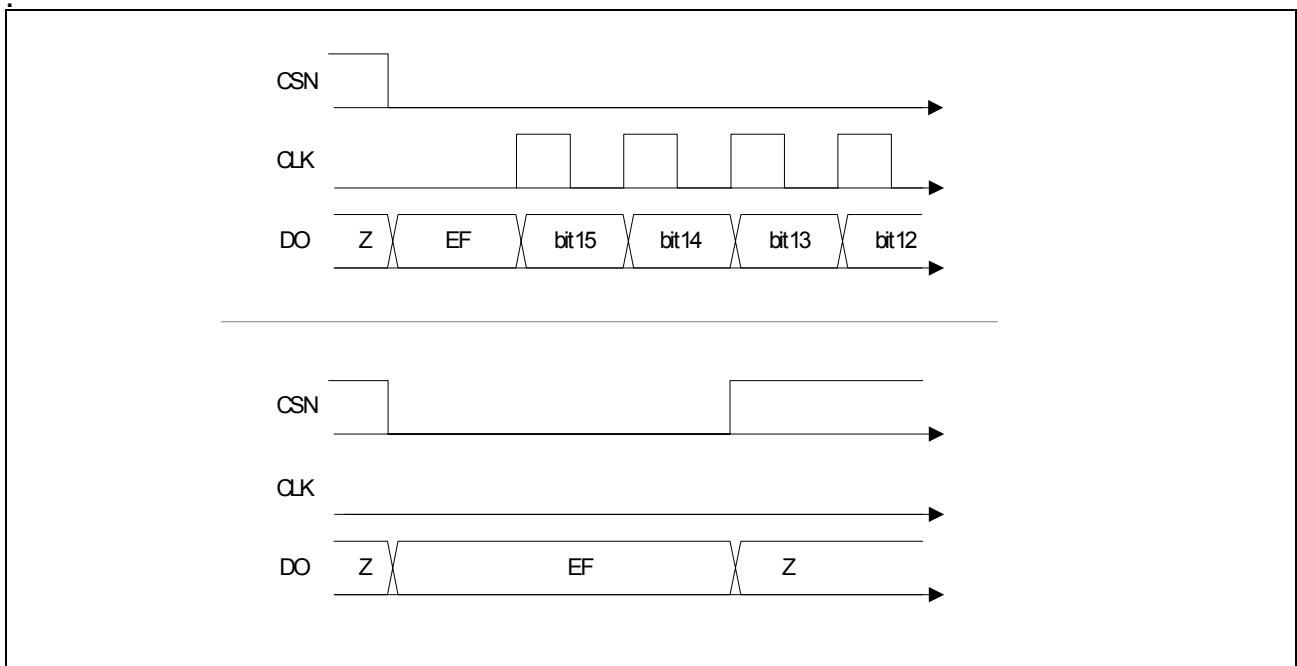 .
CSN
CLK
DO Z EF bit15 bit14 bit13 bit12
CSN
CLK
DO Z EF Z